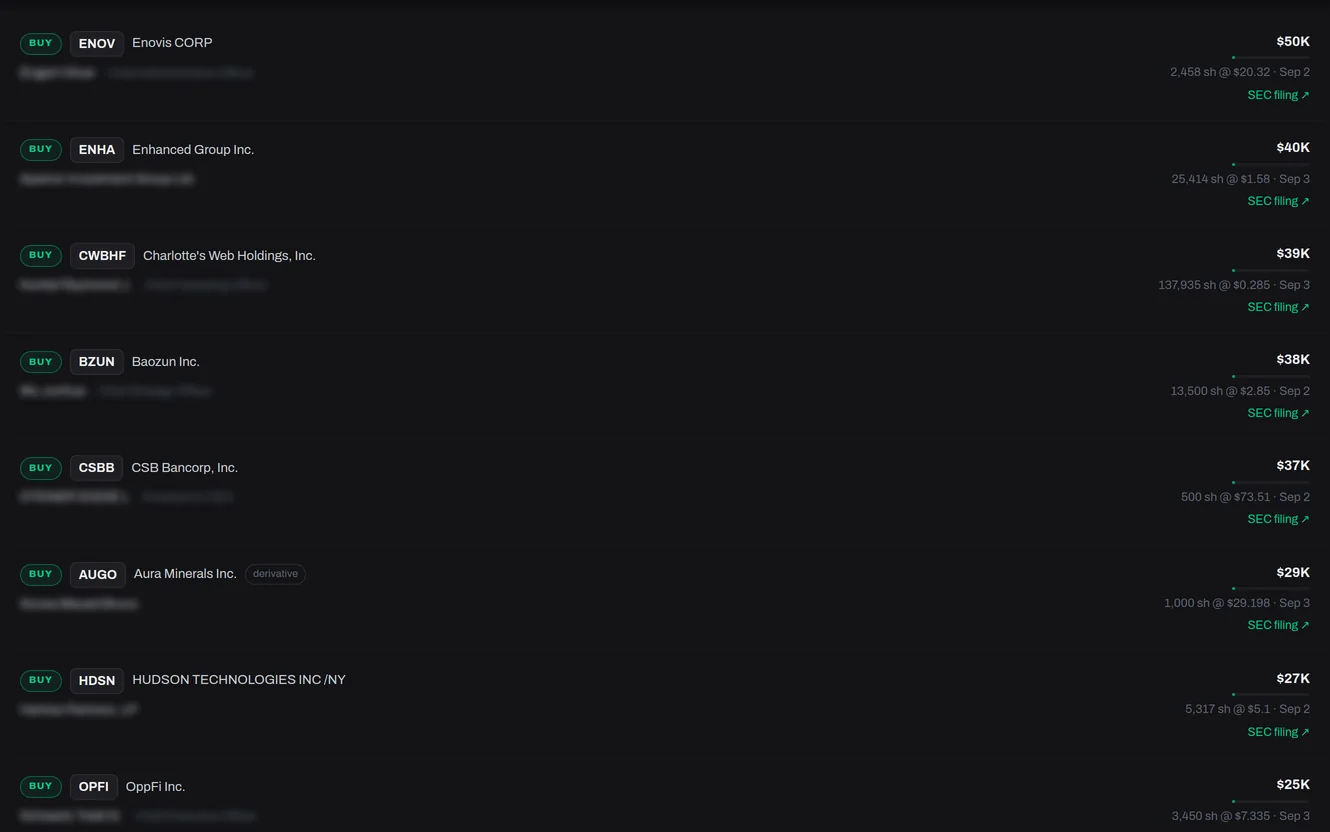 BUY ENOV Enovis CORP $50K
2,458 sh @ $20.32 · Sep 2
SEC filing ↗
BUY ENHA Enhanced Group Inc. $40K
25,414 sh @ $1.58 · Sep 3
SEC filing ↗
BUY CWBHF Charlotte's Web Holdings, Inc. $39K
137,935 sh @ $0.285 · Sep 3
SEC filing ↗
BUY BZUN Baozun Inc. $38K
13,500 sh @ $2.85 · Sep 2
SEC filing ↗
BUY CSBB CSB Bancorp, Inc. $37K
500 sh @ $73.51 · Sep 2
SEC filing ↗
BUY AUGO Aura Minerals Inc. derivative $29K
1,000 sh @ $29.198 · Sep 3
SEC filing ↗
BUY HDSN HUDSON TECHNOLOGIES INC /NY $27K
5,317 sh @ $5.1 · Sep 2
SEC filing ↗
BUY OPFI OppFi Inc. $25K
3,450 sh @ $7.335 · Sep 3